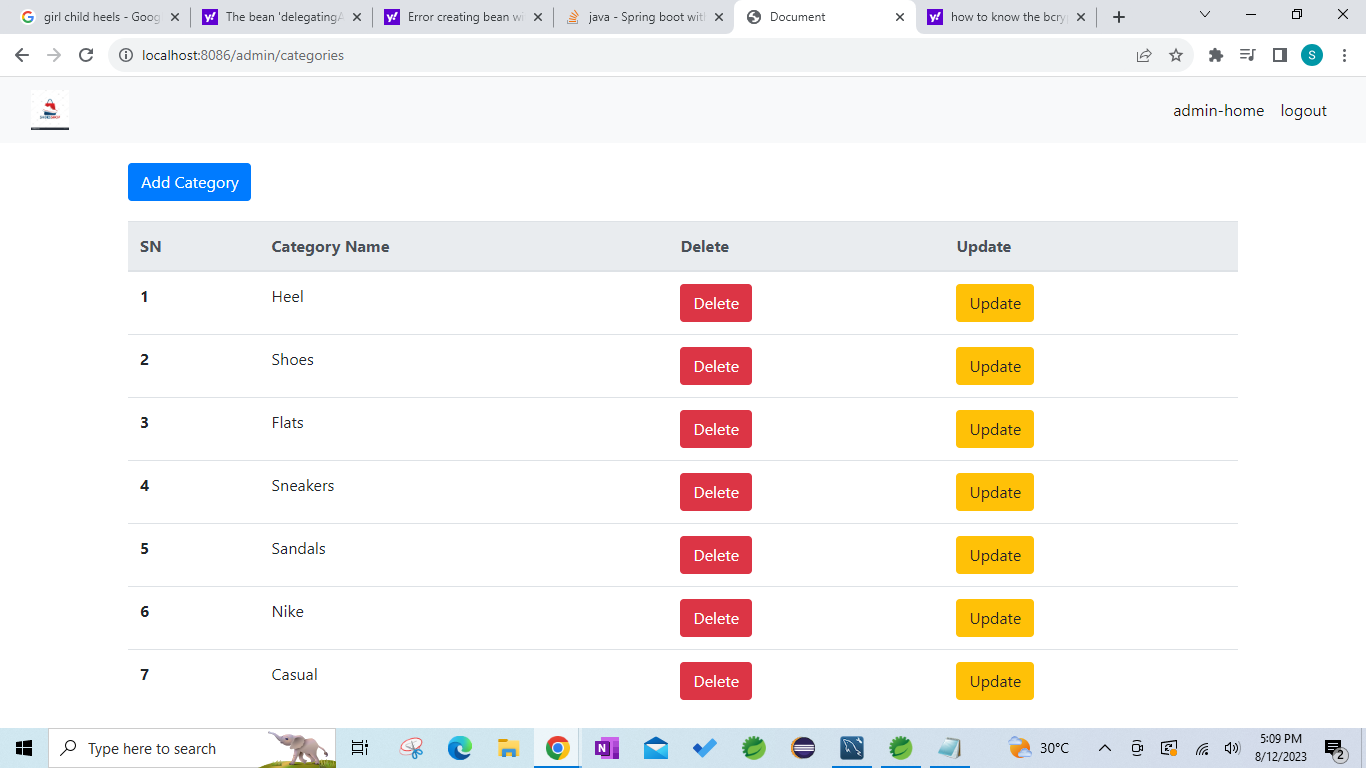 girl child heels - Goog
The bean 'delegatingA
Error creating bean wi
java - Spring boot with
Document
how to know the bcryp
localhost:8086/admin/categories
S
admin-home logout
Add Category
SN Category Name Delete Update
1 Heel Delete Update
2 Shoes Delete Update
3 Flats Delete Update
4 Sneakers Delete Update
5 Sandals Delete Update
6 Nike Delete Update
7 Casual Delete Update
Type here to search
30°C
5:09 PM
8/12/2023
2